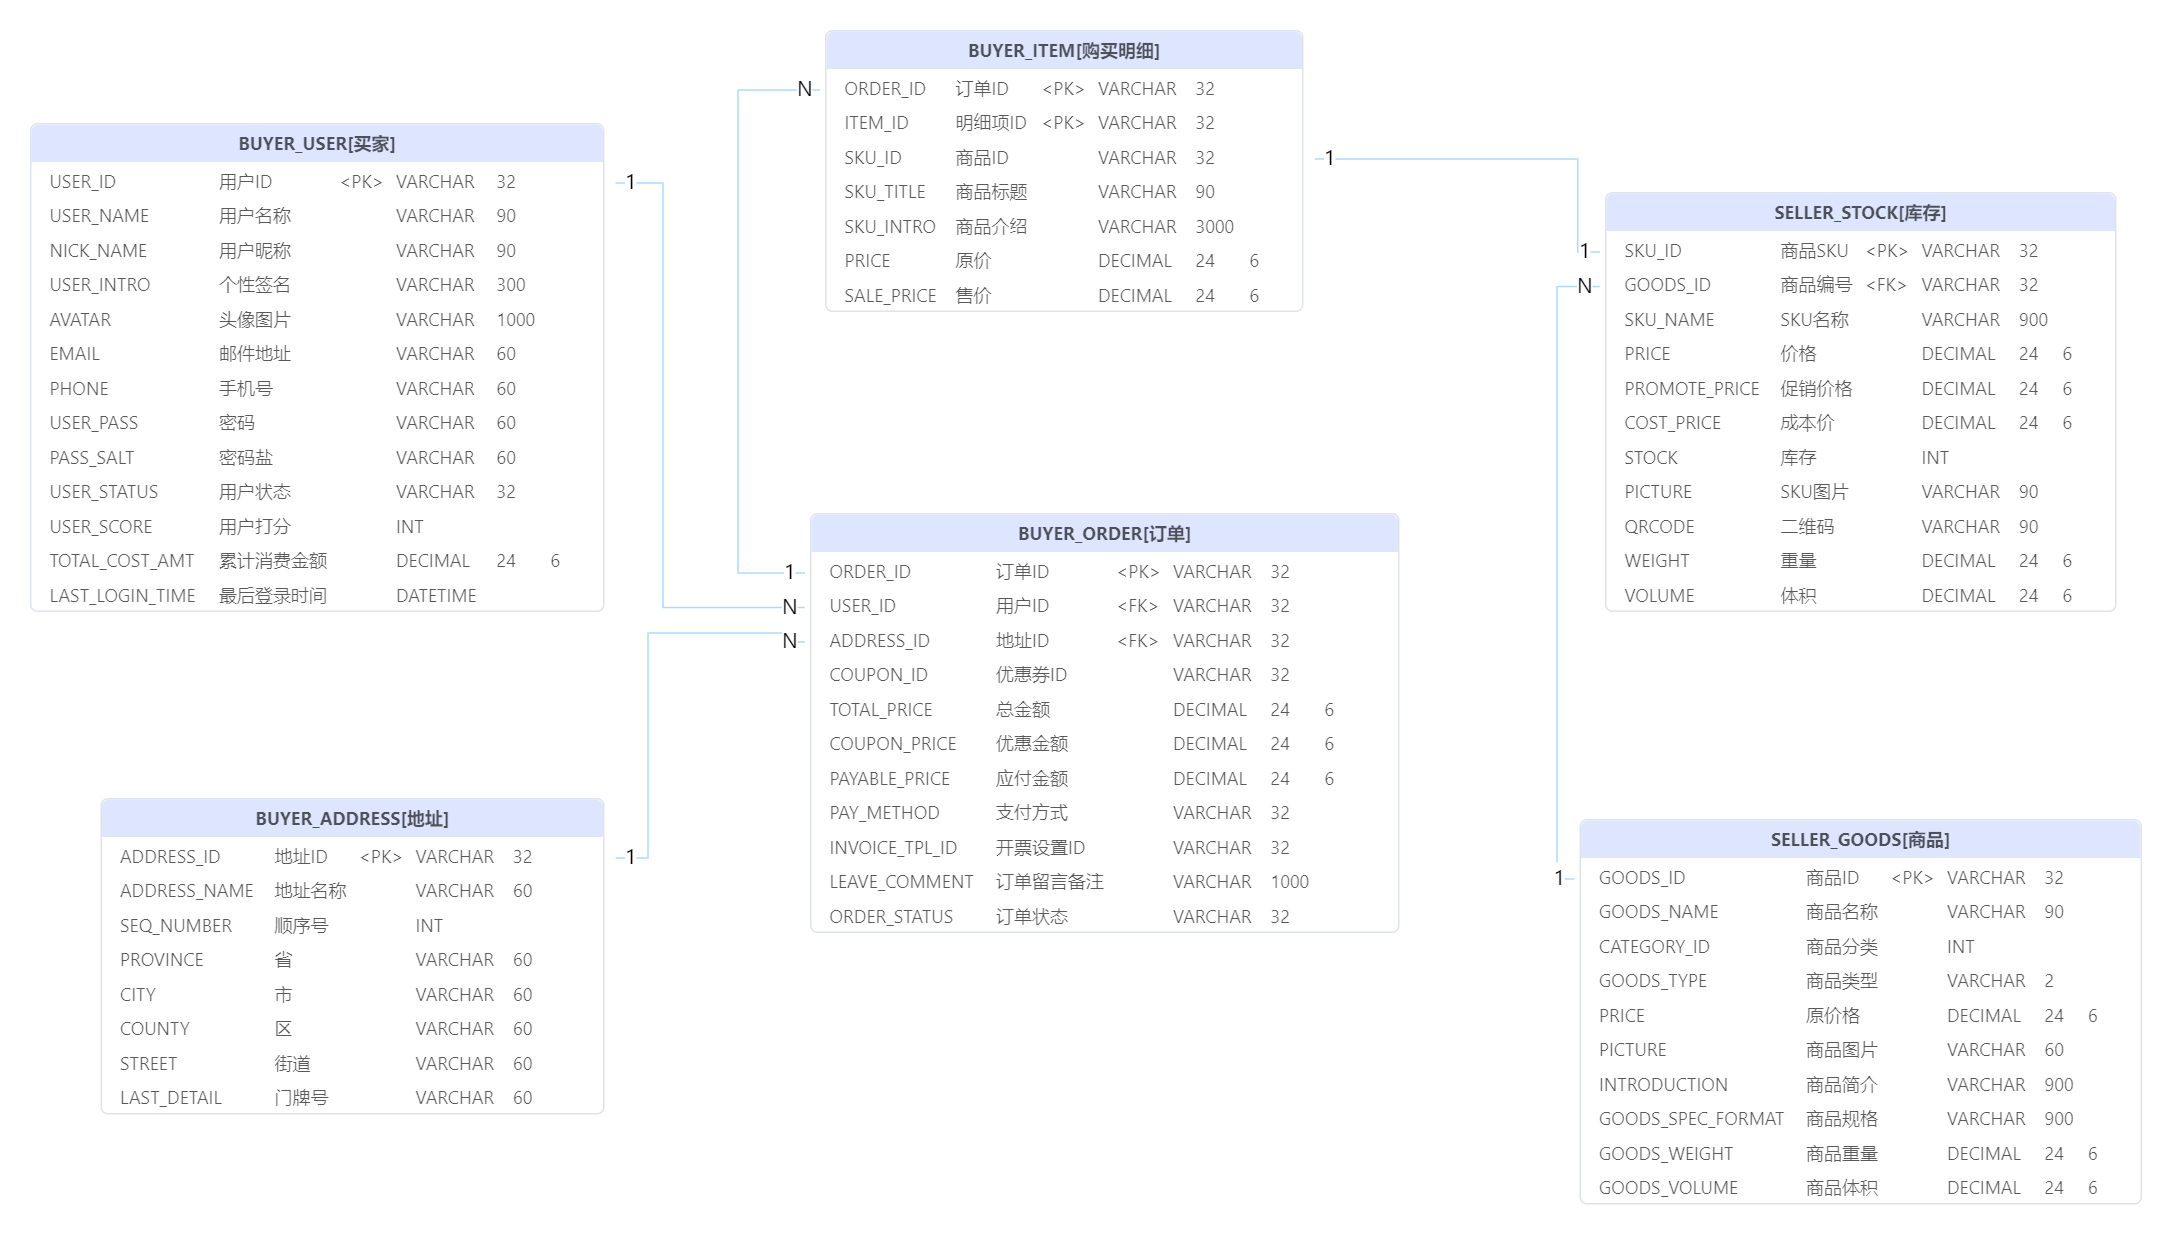 BUYER_USER[买家]
USER_ID 用户ID <PK> VARCHAR 32
USER_NAME 用户名称 VARCHAR 90
NICK_NAME 用户昵称 VARCHAR 90
USER_INTRO 个性签名 VARCHAR 300
AVATAR 头像图片 VARCHAR 1000
EMAIL 邮件地址 VARCHAR 60
PHONE 手机号 VARCHAR 60
USER_PASS 密码 VARCHAR 60
PASS_SALT 密码盐 VARCHAR 60
USER_STATUS 用户状态 VARCHAR 32
USER_SCORE 用户打分 INT
TOTAL_COST_AMT 累计消费金额 DECIMAL 24 6
LAST_LOGIN_TIME 最后登录时间 DATETIME
1
BUYER_ADDRESS[地址]
ADDRESS_ID 地址ID <PK> VARCHAR 32
ADDRESS_NAME 地址名称 VARCHAR 60
SEQ_NUMBER 顺序号 INT
PROVINCE 省 VARCHAR 60
CITY 市 VARCHAR 60
COUNTY 区 VARCHAR 60
STREET 街道 VARCHAR 60
LAST_DETAIL 门牌号 VARCHAR 60
1
BUYER_ITEM[购买明细]
N
ORDER_ID 订单ID <PK> VARCHAR 32
ITEM_ID 明细项ID <PK> VARCHAR 32
SKU_ID 商品ID VARCHAR 32
1
SKU_TITLE 商品标题 VARCHAR 90
SKU_INTRO 商品介绍 VARCHAR 3000
PRICE 原价 DECIMAL 24 6
SALE_PRICE 售价 DECIMAL 24 6
BUYER_ORDER[订单]
1
ORDER_ID 订单ID <PK> VARCHAR 32
N
USER_ID 用户ID <FK> VARCHAR 32
N
ADDRESS_ID 地址ID <FK> VARCHAR 32
COUPON_ID 优惠券ID VARCHAR 32
TOTAL_PRICE 总金额 DECIMAL 24 6
COUPON_PRICE 优惠金额 DECIMAL 24 6
PAYABLE_PRICE 应付金额 DECIMAL 24 6
PAY_METHOD 支付方式 VARCHAR 32
INVOICE_TPL_ID 开票设置ID VARCHAR 32
LEAVE_COMMENT 订单留言备注 VARCHAR 1000
ORDER_STATUS 订单状态 VARCHAR 32
SELLER_STOCK[库存]
1
SKU_ID 商品SKU <PK> VARCHAR 32
N
GOODS_ID 商品编号 <FK> VARCHAR 32
SKU_NAME SKU名称 VARCHAR 900
PRICE 价格 DECIMAL 24 6
PROMOTE_PRICE 促销价格 DECIMAL 24 6
COST_PRICE 成本价 DECIMAL 24 6
STOCK 库存 INT
PICTURE SKU图片 VARCHAR 90
QRCODE 二维码 VARCHAR 90
WEIGHT 重量 DECIMAL 24 6
VOLUME 体积 DECIMAL 24 6
SELLER_GOODS[商品]
1
GOODS_ID 商品ID <PK> VARCHAR 32
GOODS_NAME 商品名称 VARCHAR 90
CATEGORY_ID 商品分类 INT
GOODS_TYPE 商品类型 VARCHAR 2
PRICE 原价格 DECIMAL 24 6
PICTURE 商品图片 VARCHAR 60
INTRODUCTION 商品简介 VARCHAR 900
GOODS_SPEC_FORMAT 商品规格 VARCHAR 900
GOODS_WEIGHT 商品重量 DECIMAL 24 6
GOODS_VOLUME 商品体积 DECIMAL 24 6